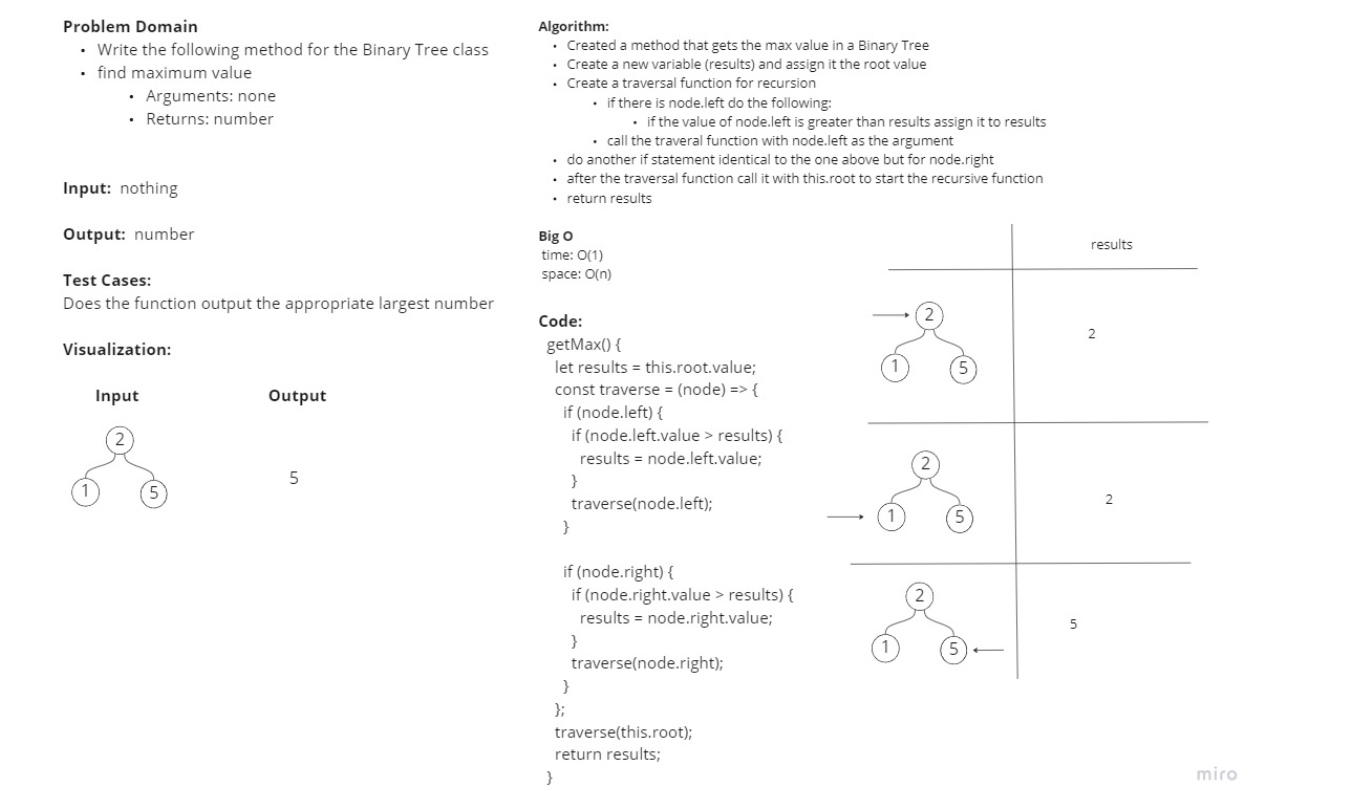 Problem Domain
• Write the following method for the Binary Tree class
• find maximum value
• Arguments: none
• Returns: number
Input: nothing
Output: number
Test Cases:
Does the function output the appropriate largest number
Visualization:
Input Output
2
1 5
5
Algorithm:
• Created a method that gets the max value in a Binary Tree
• Create a new variable (results) and assign it the root value
• Create a traversal function for recursion
• if there is node.left do the following:
• if the value of node.left is greater than results assign it to results
• call the traveral function with node.left as the argument
• do another if statement identical to the one above but for node.right
• after the traversal function call it with this.root to start the recursive function
• return results
Big O
time: O(1)
space: O(n)
Code:
getMax() {
let results = this.root.value;
const traverse = (node) => {
if (node.left) {
if (node.left.value > results) {
results = node.left.value;
}
traverse(node.left);
}
if (node.right) {
if (node.right.value > results) {
results = node.right.value;
}
traverse(node.right);
}
};
traverse(this.root);
return results;
}
results
2
1 5
2
2
1 5
2
2
1 5
5
miro